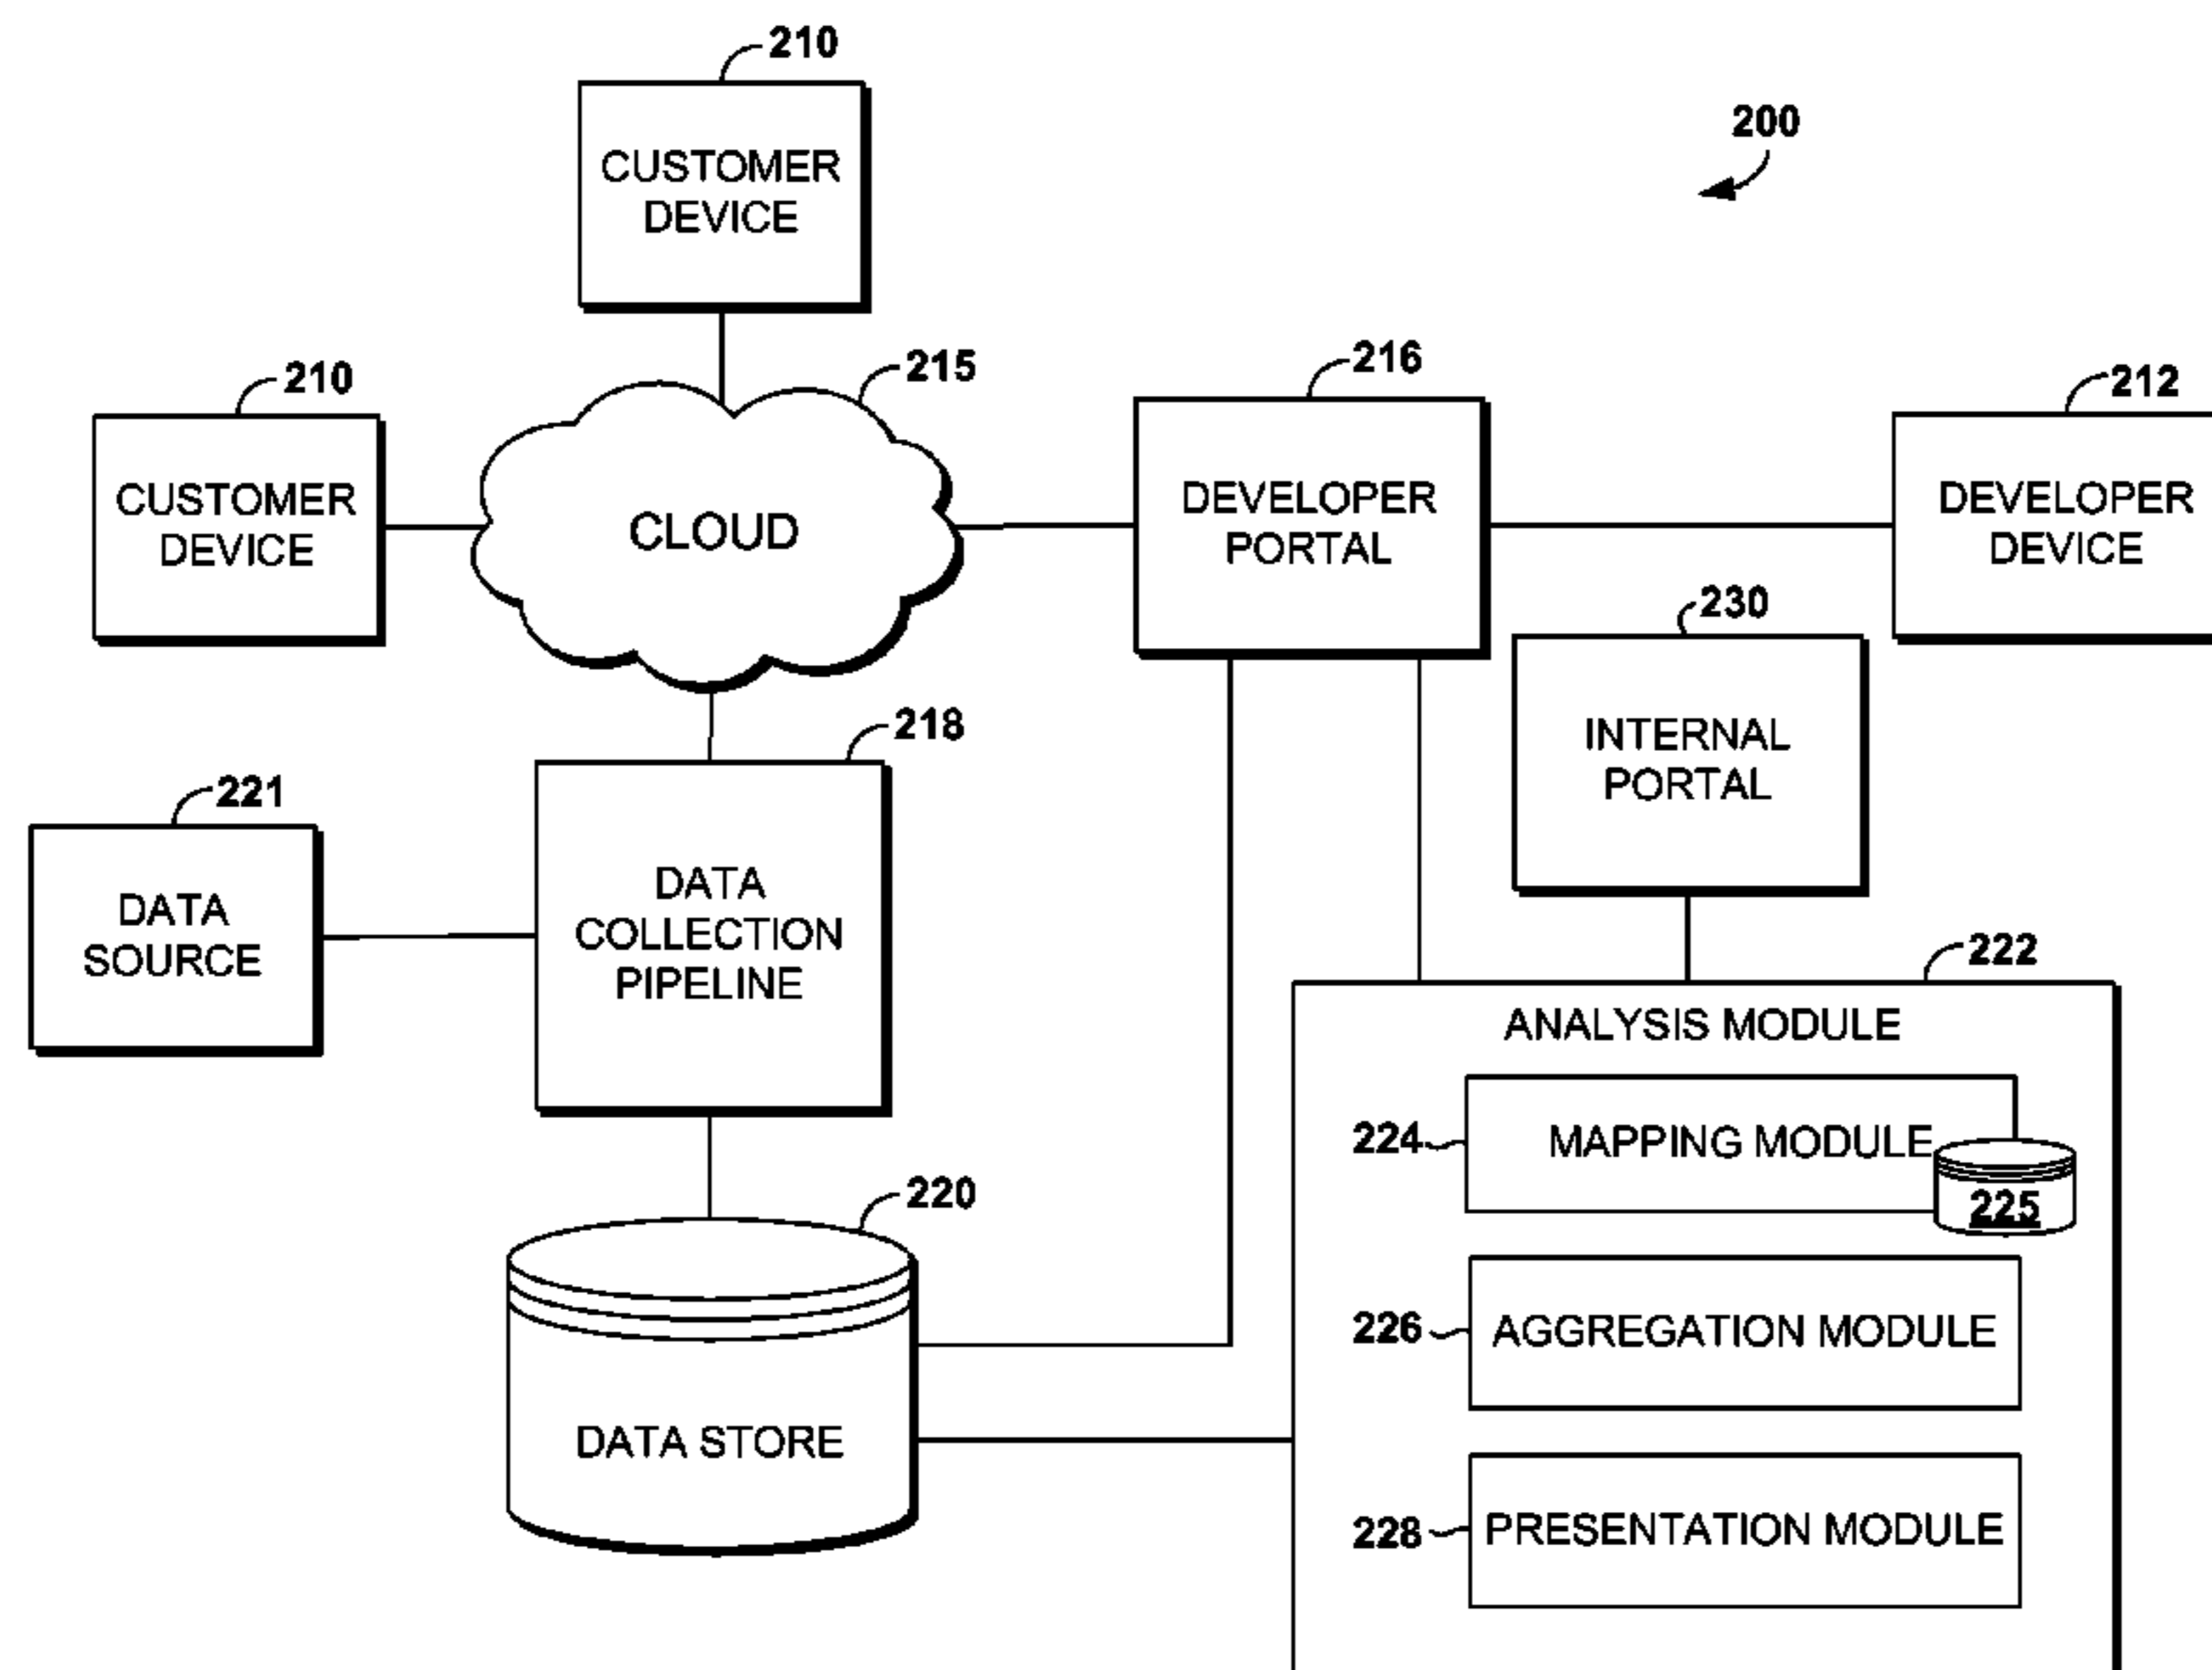 210
CUSTOMER
DEVICE
200
210
CUSTOMER
DEVICE
215
CLOUD
216
DEVELOPER
PORTAL
212
DEVELOPER
DEVICE
230
INTERNAL
PORTAL
218
DATA
COLLECTION
PIPELINE
221
DATA
SOURCE
222
ANALYSIS MODULE
224
MAPPING MODULE
225
220
DATA STORE
226
AGGREGATION MODULE
228
PRESENTATION MODULE